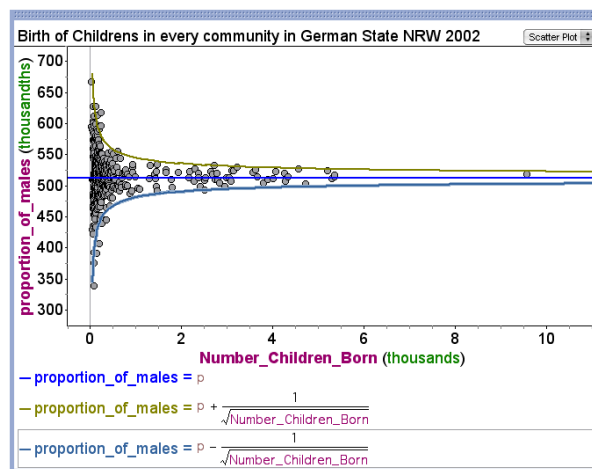 Birth of Childrens in every community in German State NRW 2002
Scatter Plot
700
650
600
550
500
450
400
350
300
proportion_of_males (thousandths)
0 2 4 6 8 10
Number_Children_Born (thousands)
proportion_of_males = p
proportion_of_males = p + 1/√Number_Children_Born
proportion_of_males = p − 1/√Number_Children_Born